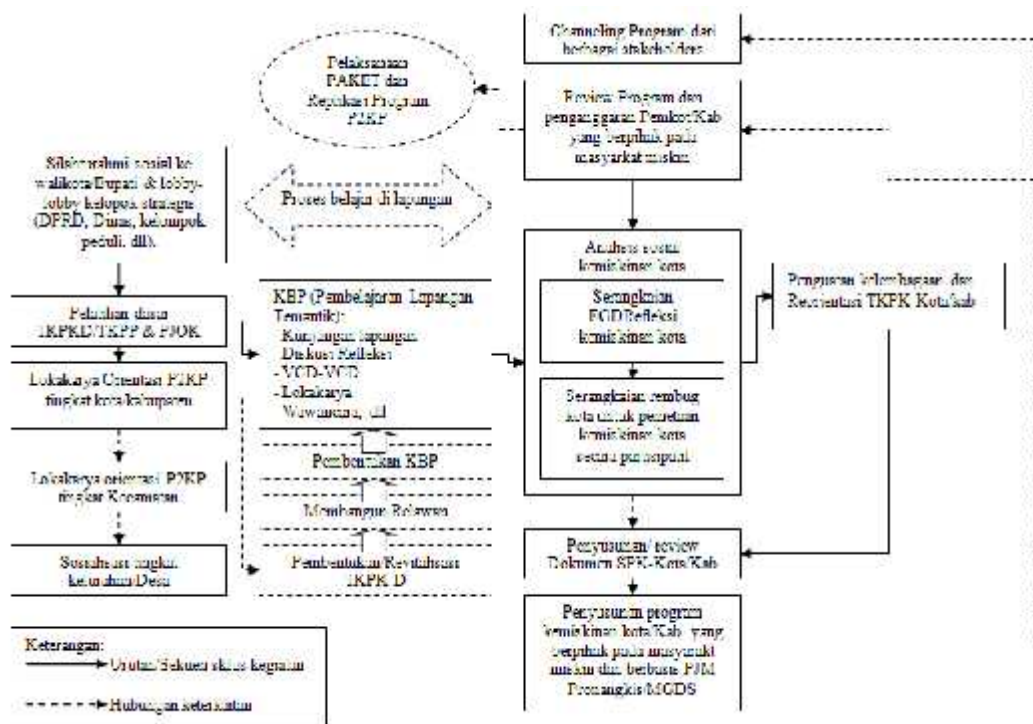 Channeling Program dari
berbagai stakeholders
Pelaksanaan
PAKET dan
Replikasi Program
P2KP
Review Program dan
penganggaran Pemkot/Kab
yang berpihak pada
masyarkat miskin
Silaturahmi sosial ke
walikota/Bupati & lobby-
lobby kelopok strategis
(DPRD, Dinas, kelompok
peduli, dll).
Proses belajar di lapangan
Analisis sosial
kemiskinan kota
Serangkaian
FGD Refleksi
kemiskinan kota
Serangkaian rembug
kota untuk pemetaan
kemiskinan kota
secara partisipatif
Penguatan kelembagaan dan
Reorientasi TKPK Kota/kab
Pelatihan dasar
TKPKD/TKPP & PJOK
Lokakarya Orientasi P2KP
tingkat kota/kabupaten
Lokakarya orientasi P2KP
tingkat Kecamatan
Sosialisasi tingkat
kelurahan/Desa
KBP (Pembelajaran Lapangan
Tematik):
- Kunjungan lapangan
- Diskusi Refleksi
- VCD-VCD
- Lokakarya
- Wawancara, dll
Pembentukan KBP
Membangun Relawan
Pembentukan/Revitalisasi
TKPK D
Penyusunan/ review
Dokumen SPK-Kota/Kab
Penyusunan program
kemiskinan kota/Kab yang
berpihak pada masyarakt
miskin dan berbasis PJM
Pronangkis/MGDS
Keterangan:
Urutan/Sekuen siklus kegiatan
Hubungan keterkaitan